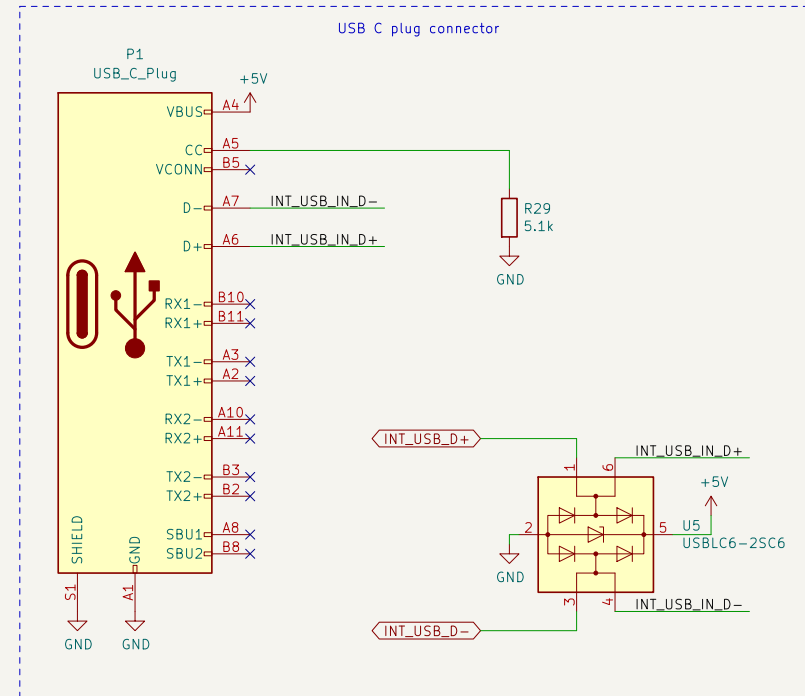 USB C plug connector
P1
USB_C_Plug
+5V
VBUS A4
CC A5
VCONN B5
D- A7 INT_USB_IN_D-
D+ A6 INT_USB_IN_D+
R29
5.1k
GND
RX1- B10
RX1+ B11
TX1- A3
TX1+ A2
RX2- A10
RX2+ A11
TX2- B3
TX2+ B2
SBU1 A8
SBU2 B8
SHIELD
GND
S1
A1
GND
GND
INT_USB_D+
INT_USB_IN_D+
1
6
+5V
2
5
U5
USBLC6-2SC6
GND
3
4
INT_USB_IN_D-
INT_USB_D-